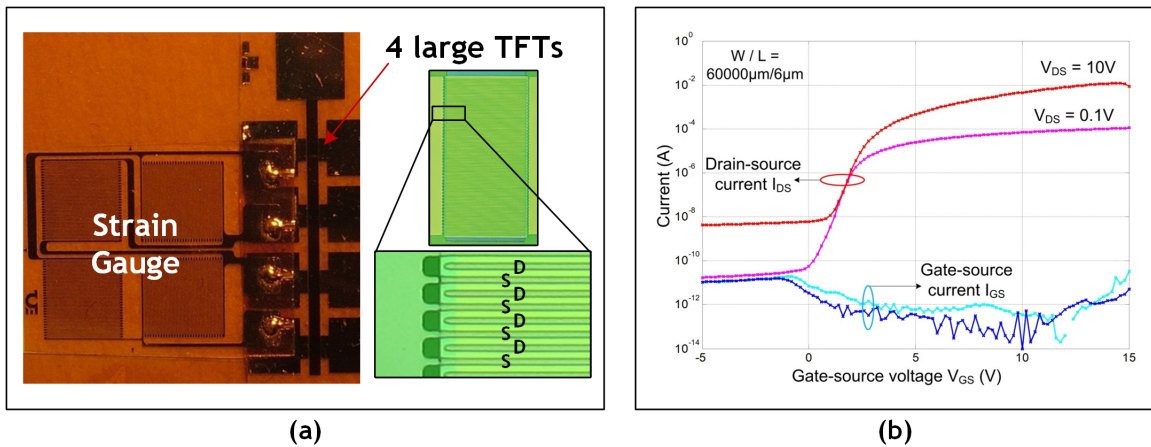 4 large TFTs
Strain
Gauge
D
S
D
S
D
S
D
S
(a)
W / L =
60000µm/6µm
V_DS = 10V
V_DS = 0.1V
Drain-source
current I_DS
Gate-source
current I_GS
Current (A)
10^0
10^-2
10^-4
10^-6
10^-8
10^-10
10^-12
10^-14
-5
0
5
10
15
Gate-source voltage V_GS (V)
(b)